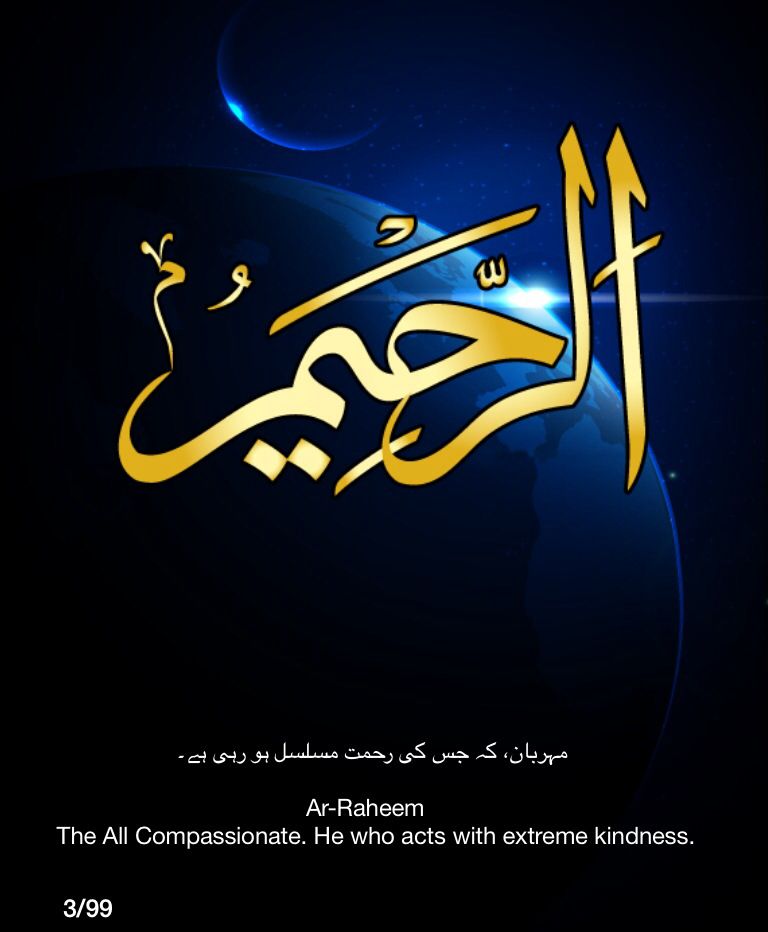 الرَّحِيْمُ
مہربان، کہ جس کی رحمت مسلسل ہو رہی ہے۔
Ar-Raheem
The All Compassionate. He who acts with extreme kindness.
3/99